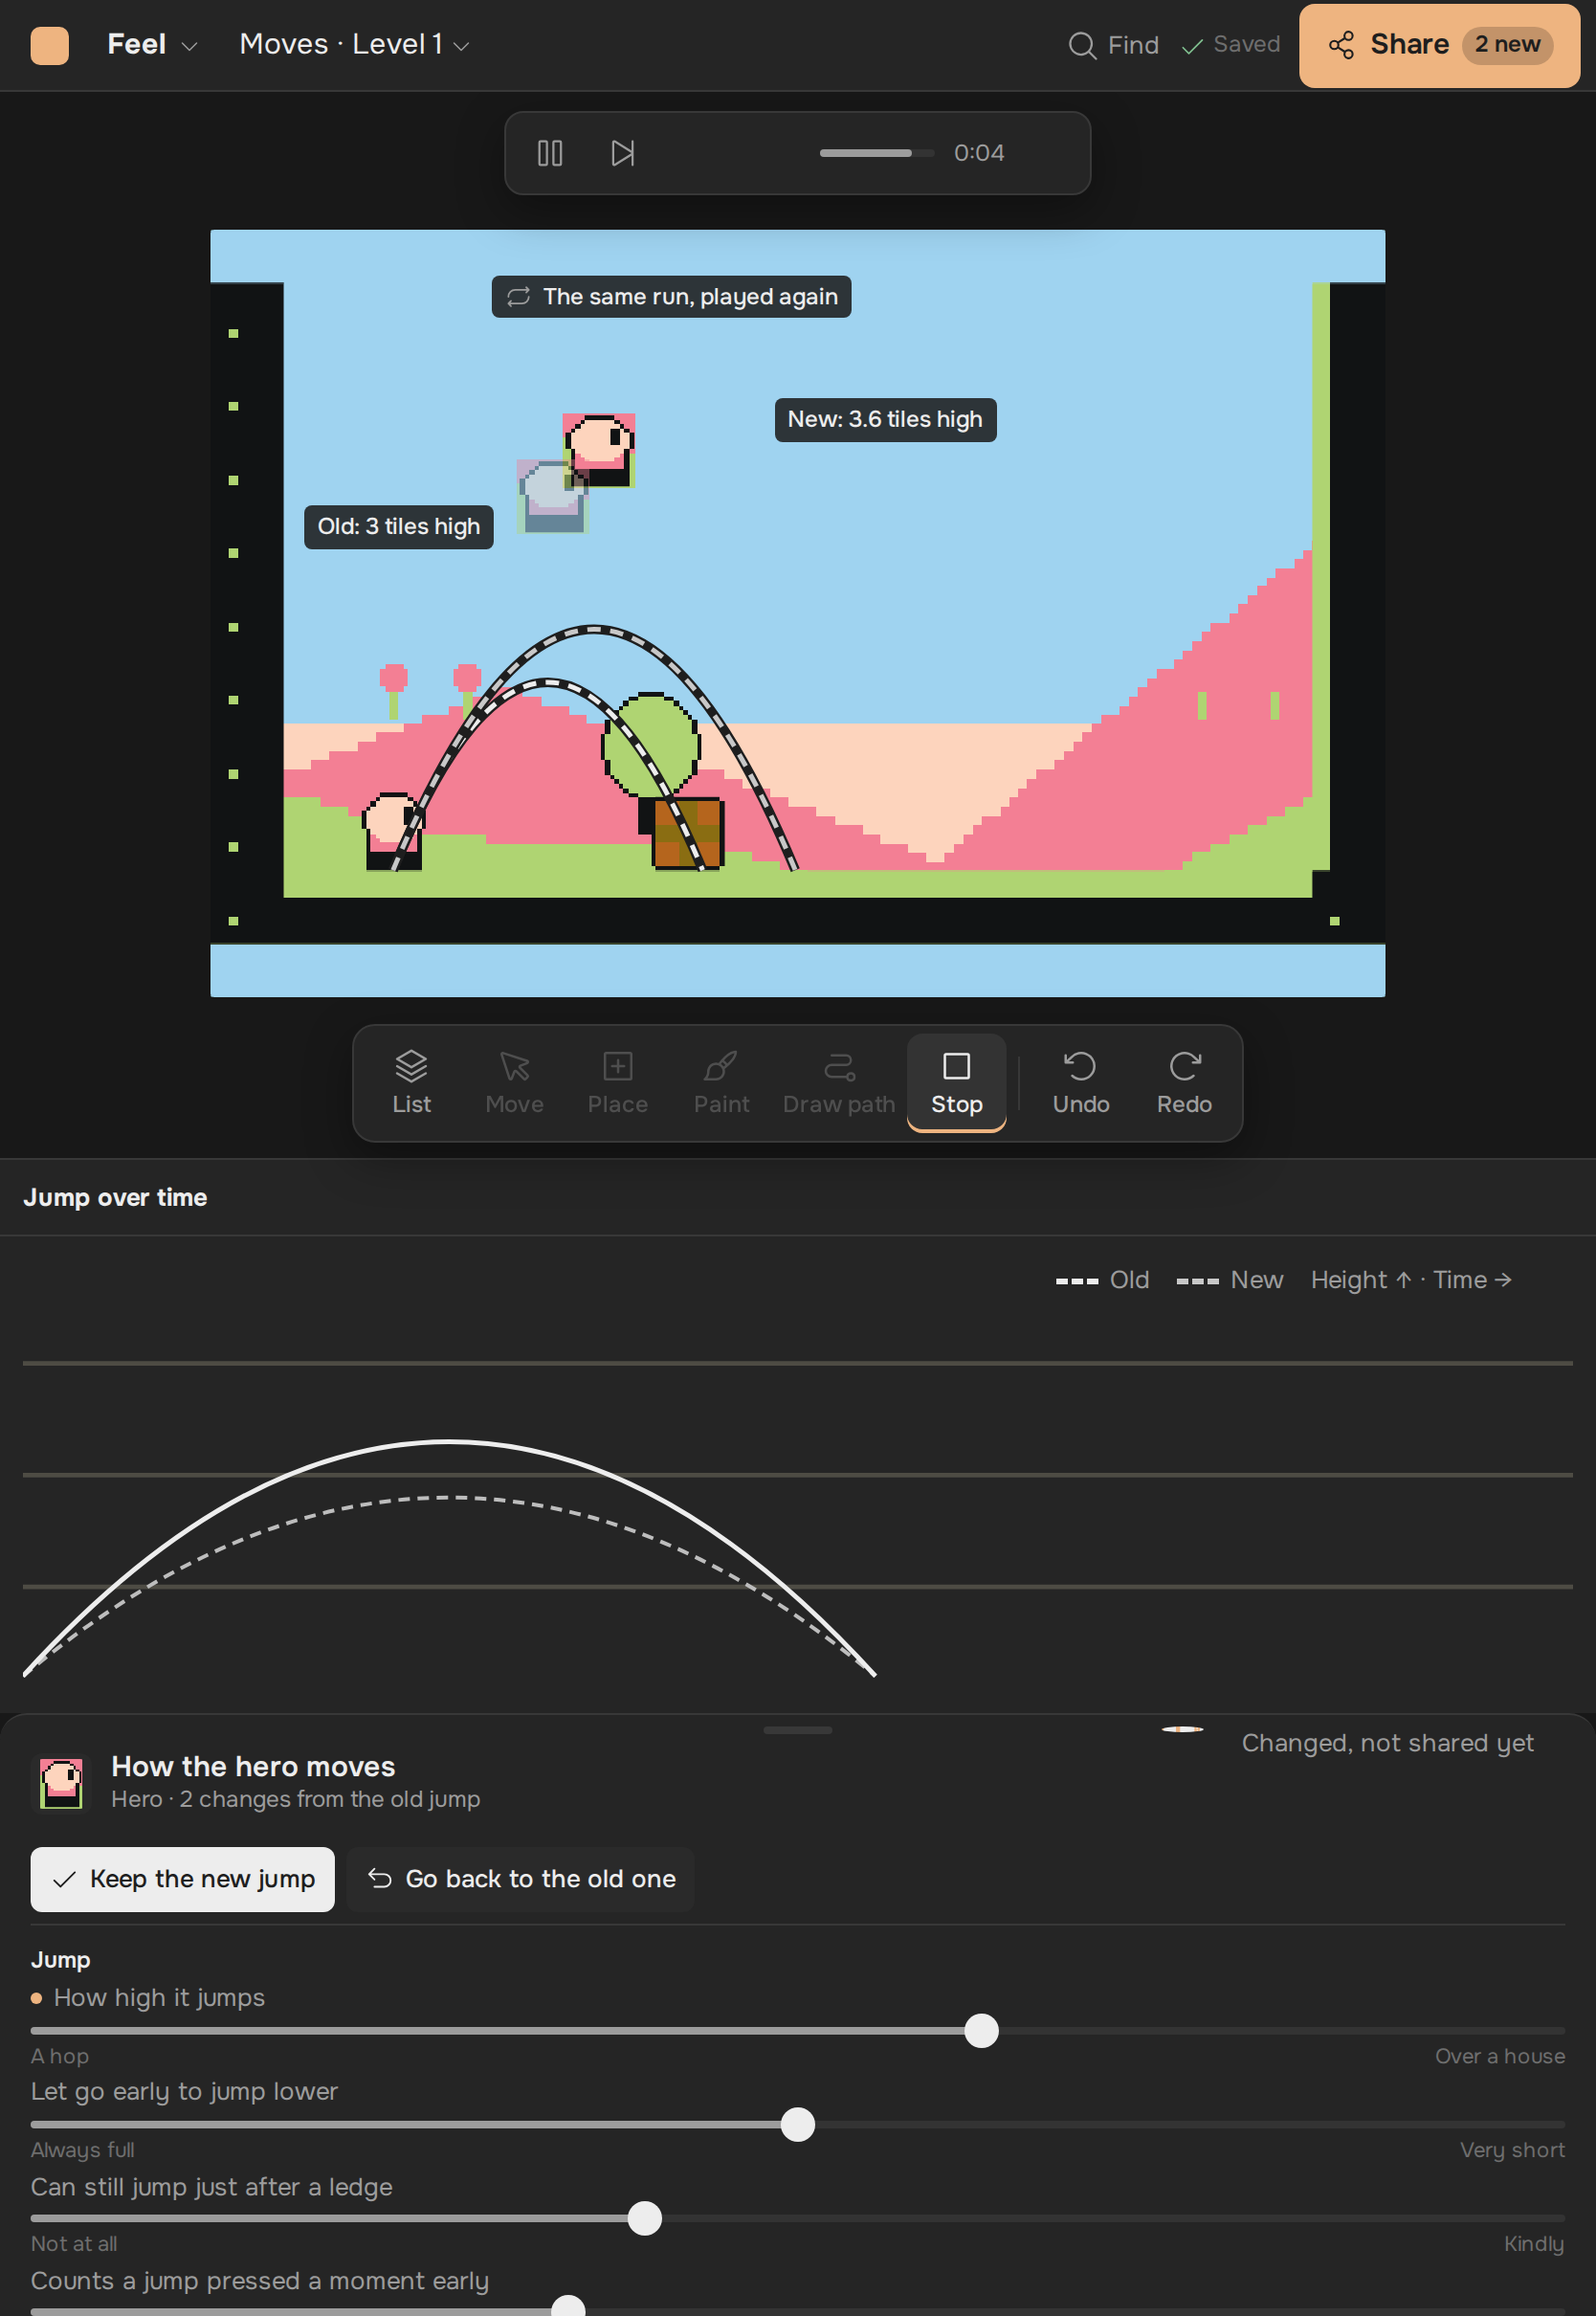 Feel
Moves · Level 1
Find
Saved
Share
2 new
0:04
The same run, played again
New: 3.6 tiles high
Old: 3 tiles high
List
Move
Place
Paint
Draw path
Stop
Undo
Redo
Jump over time
Old
New
Height ↑ · Time →
Changed, not shared yet
How the hero moves
Hero · 2 changes from the old jump
Keep the new jump
Go back to the old one
Jump
How high it jumps
A hop
Over a house
Let go early to jump lower
Always full
Very short
Can still jump just after a ledge
Not at all
Kindly
Counts a jump pressed a moment early